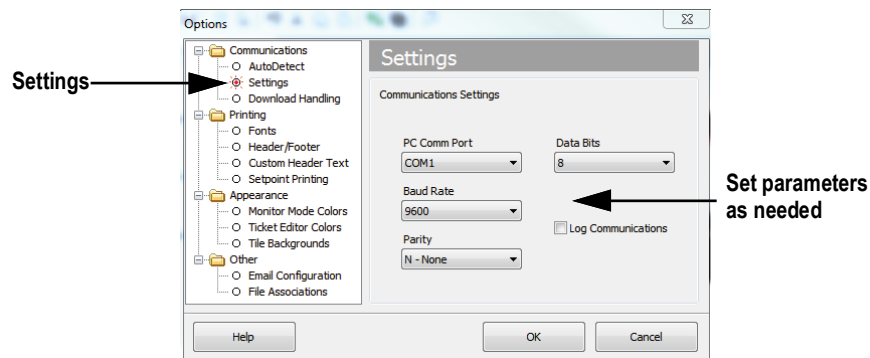 Options
Settings
Communications
AutoDetect
Settings
Download Handling
Printing
Fonts
Header/Footer
Custom Header Text
Setpoint Printing
Appearance
Monitor Mode Colors
Ticket Editor Colors
Tile Backgrounds
Other
Email Configuration
File Associations
Settings
Communications Settings
PC Comm Port
COM1
Data Bits
8
Baud Rate
9600
Log Communications
Parity
N - None
Set parameters
as needed
Help
OK
Cancel